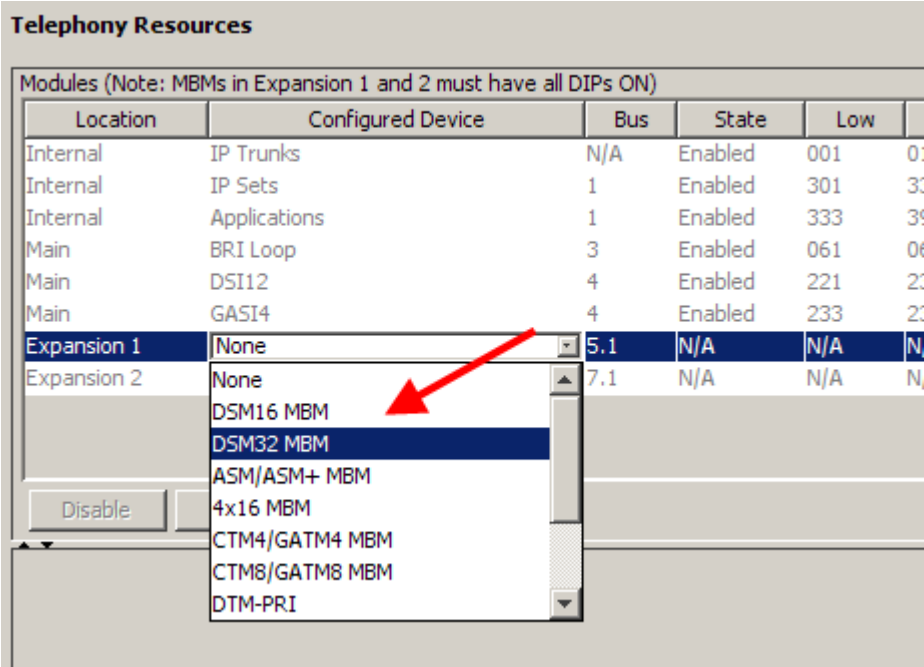 Telephony Resources
Modules (Note: MBMs in Expansion 1 and 2 must have all DIPs ON)
Location Configured Device Bus State Low
Internal IP Trunks N/A Enabled 001
Internal IP Sets 1 Enabled 301
Internal Applications 1 Enabled 333
Main BRI Loop 3 Enabled 061
Main DSI12 4 Enabled 221
Main GASI4 4 Enabled 233
Expansion 1 None 5.1 N/A N/A
Expansion 2 7.1 N/A N/A
None
DSM16 MBM
DSM32 MBM
ASM/ASM+ MBM
4x16 MBM
CTM4/GATM4 MBM
CTM8/GATM8 MBM
DTM-PRI
Disable